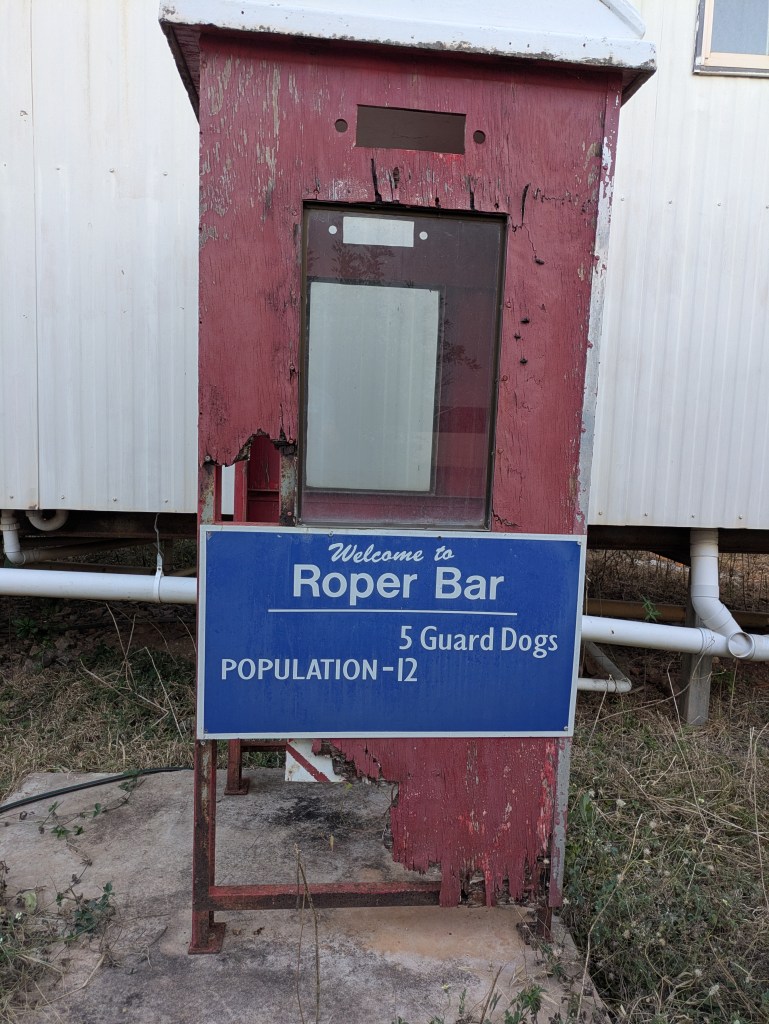 Welcome to
Roper Bar
5 Guard Dogs
POPULATION-12